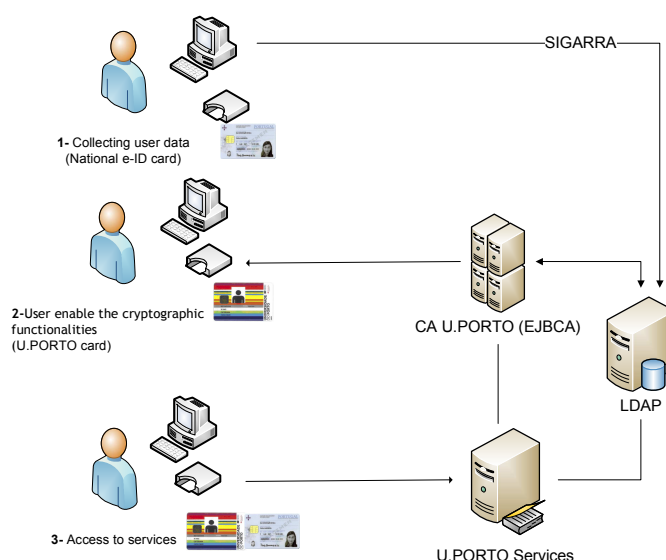 SIGARRA
1- Collecting user data
(National e-ID card)
2-User enable the cryptographic
functionalities
(U.PORTO card)
CA U.PORTO (EJBCA)
LDAP
3- Access to services
U.PORTO Services